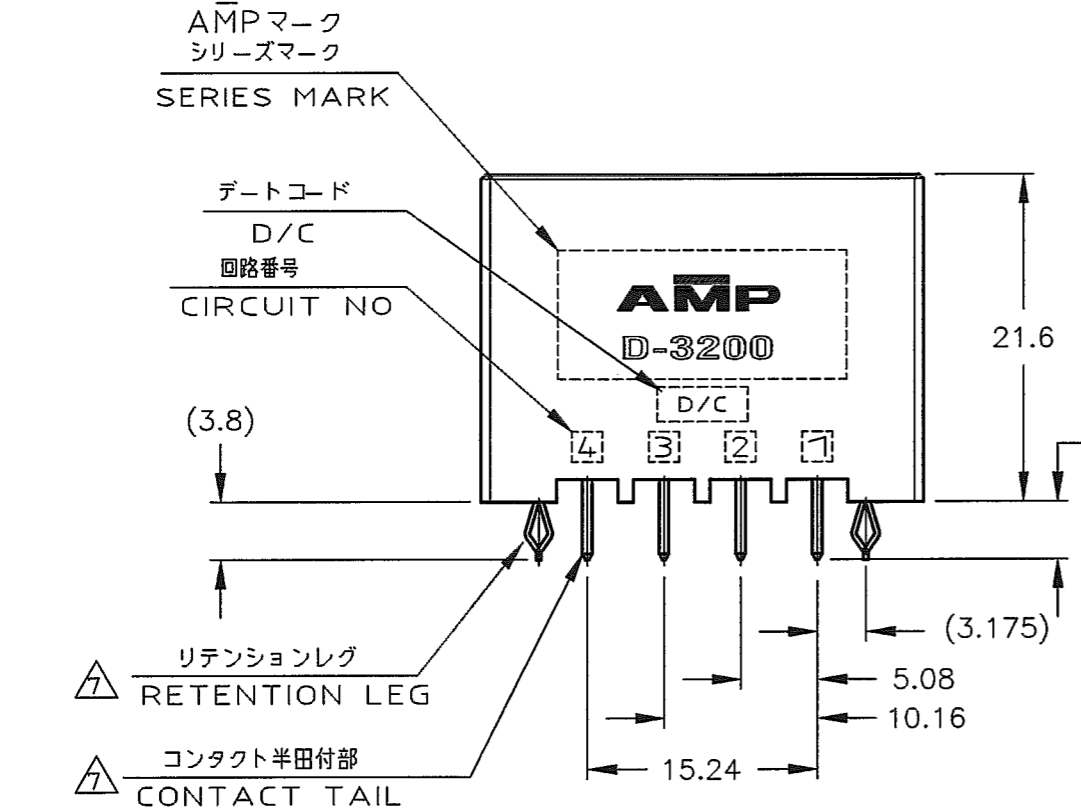 AMPマーク
シリーズマーク
SERIES MARK
デートコード
D/C
回路番号
CIRCUIT NO
AMP
D-3200
D/C
4 3 2 1
21.6
(3.8)
(3.175)
5.08
10.16
15.24
リテンションレグ
7 RETENTION LEG
コンタクト半田付部
7 CONTACT TAIL